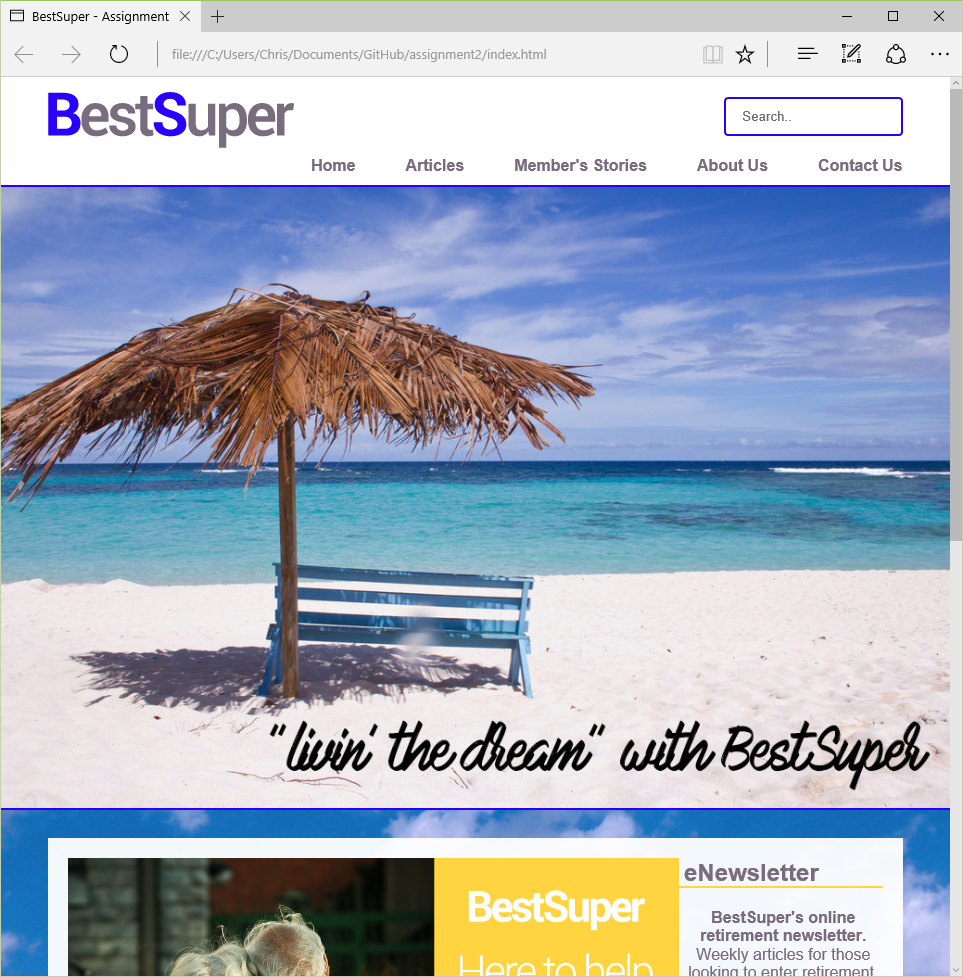 BestSuper - Assignment
file:///C:/Users/Chris/Documents/GitHub/assignment2/index.html
BestSuper
Search..
Home Articles Member's Stories About Us Contact Us
"livin' the dream" with BestSuper
BestSuper
Here to help
eNewsletter
BestSuper's online
retirement newsletter.
Weekly articles for those
looking to enter retirement